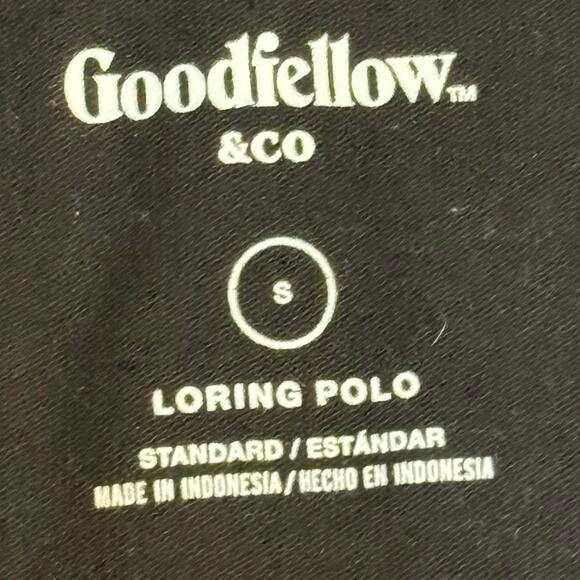 Goodfellow™
&CO
S
LORING POLO
STANDARD / ESTÁNDAR
MADE IN INDONESIA / HECHO EN INDONESIA